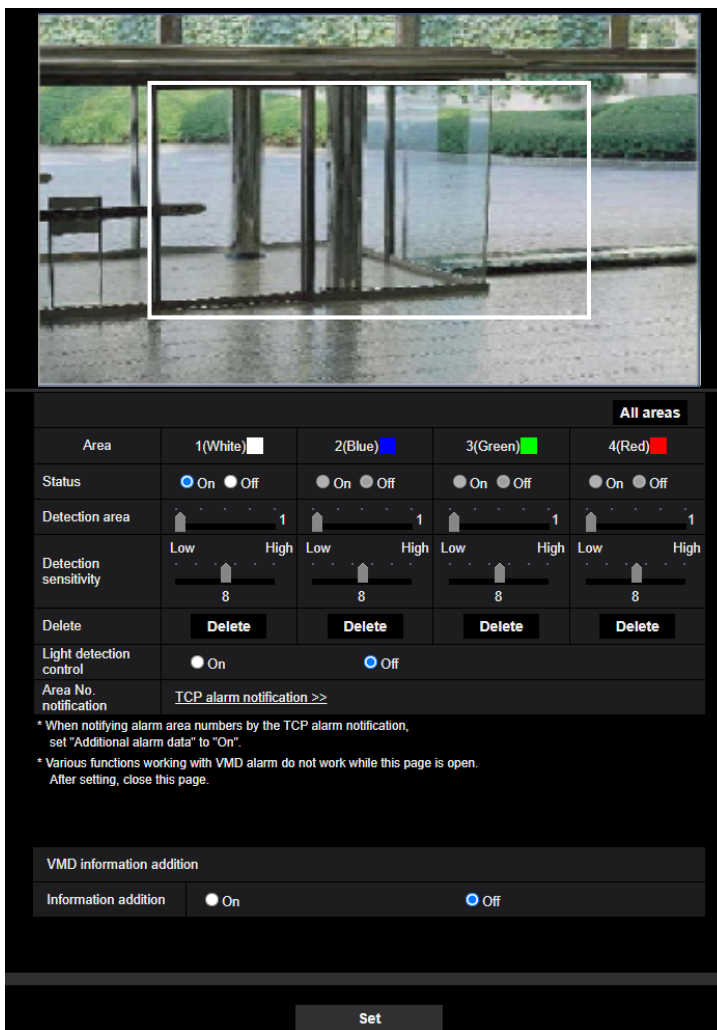 All areas
Area 1(White) 2(Blue) 3(Green) 4(Red)
Status On Off On Off On Off On Off
Detection area 1 1 1 1
Low High Low High Low High Low High
Detection
sensitivity
8 8 8 8
Delete Delete Delete Delete Delete
Light detection
control On Off
Area No.
notification TCP alarm notification >>
* When notifying alarm area numbers by the TCP alarm notification,
set "Additional alarm data" to "On".
* Various functions working with VMD alarm do not work while this page is open.
After setting, close this page.
VMD information addition
Information addition On Off
Set